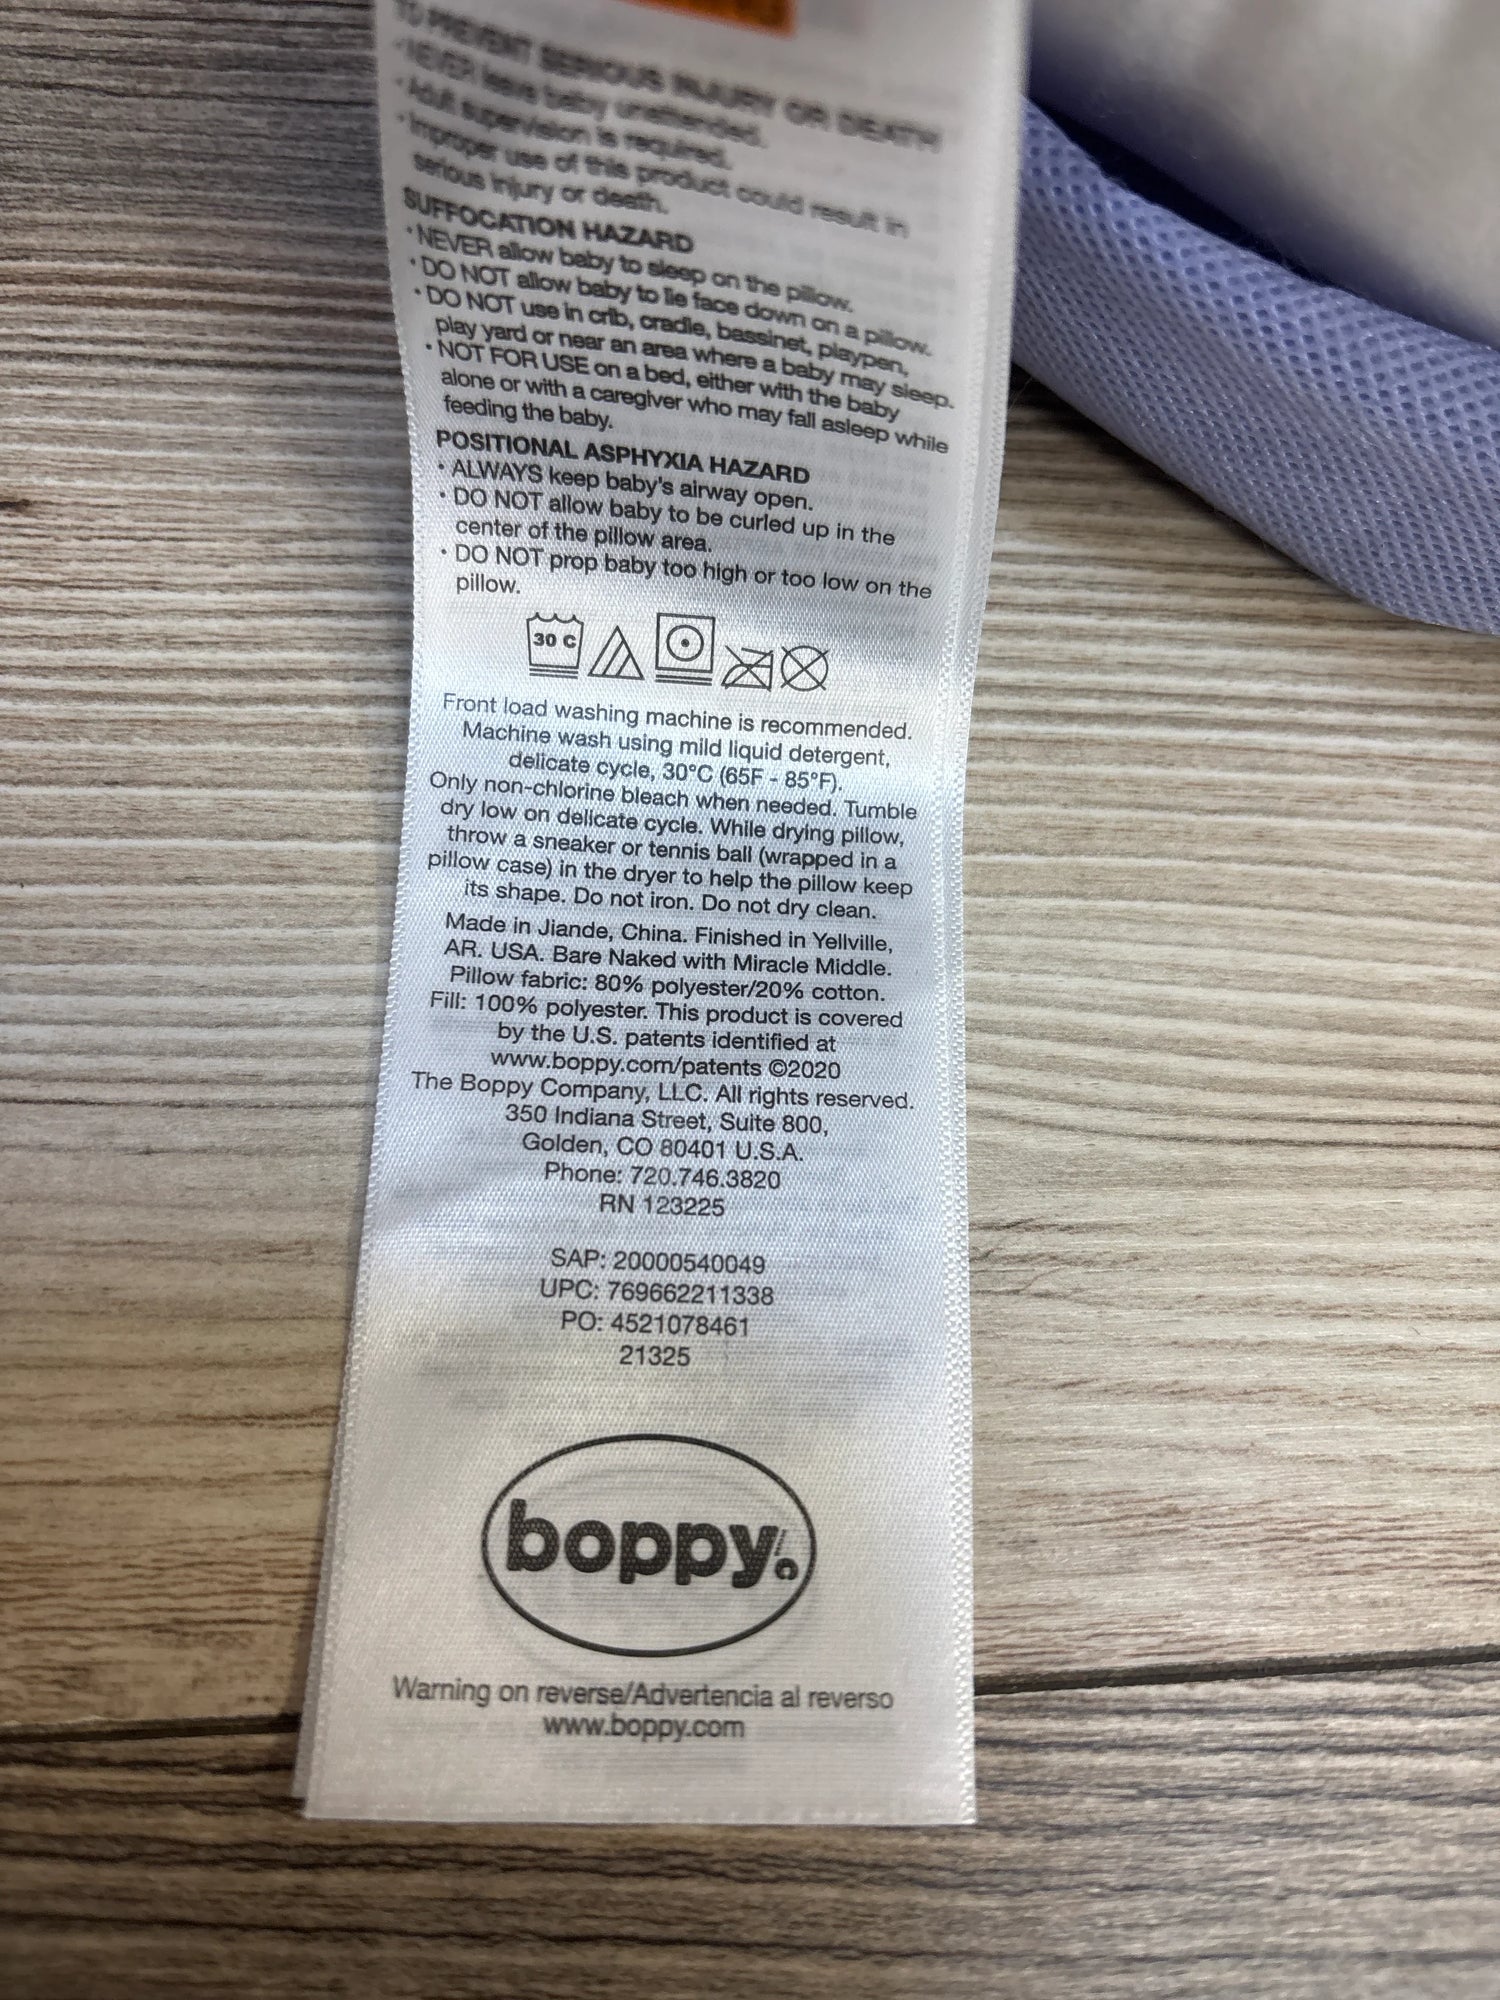 TO PREVENT SERIOUS INJURY OR DEATH
• NEVER leave baby unattended.
• Adult supervision is required.
• Improper use of this product could result in
serious injury or death.
SUFFOCATION HAZARD
• NEVER allow baby to sleep on the pillow.
• DO NOT allow baby to lie face down on a pillow.
• DO NOT use in crib, cradle, bassinet, playpen,
play yard or near an area where a baby may sleep.
• NOT FOR USE on a bed, either with the baby
alone or with a caregiver who may fall asleep while
feeding the baby.
POSITIONAL ASPHYXIA HAZARD
• ALWAYS keep baby's airway open.
• DO NOT allow baby to be curled up in the
center of the pillow area.
• DO NOT prop baby too high or too low on the
pillow.
30 C
Front load washing machine is recommended.
Machine wash using mild liquid detergent,
delicate cycle, 30°C (65F - 85°F).
Only non-chlorine bleach when needed. Tumble
dry low on delicate cycle. While drying pillow,
throw a sneaker or tennis ball (wrapped in a
pillow case) in the dryer to help the pillow keep
its shape. Do not iron. Do not dry clean.
Made in Jiande, China. Finished in Yellville,
AR. USA. Bare Naked with Miracle Middle.
Pillow fabric: 80% polyester/20% cotton.
Fill: 100% polyester. This product is covered
by the U.S. patents identified at
www.boppy.com/patents ©2020
The Boppy Company, LLC. All rights reserved.
350 Indiana Street, Suite 800,
Golden, CO 80401 U.S.A.
Phone: 720.746.3820
RN 123225
SAP: 20000540049
UPC: 769662211338
PO: 4521078461
21325
boppy
Warning on reverse/Advertencia al reverso
www.boppy.com